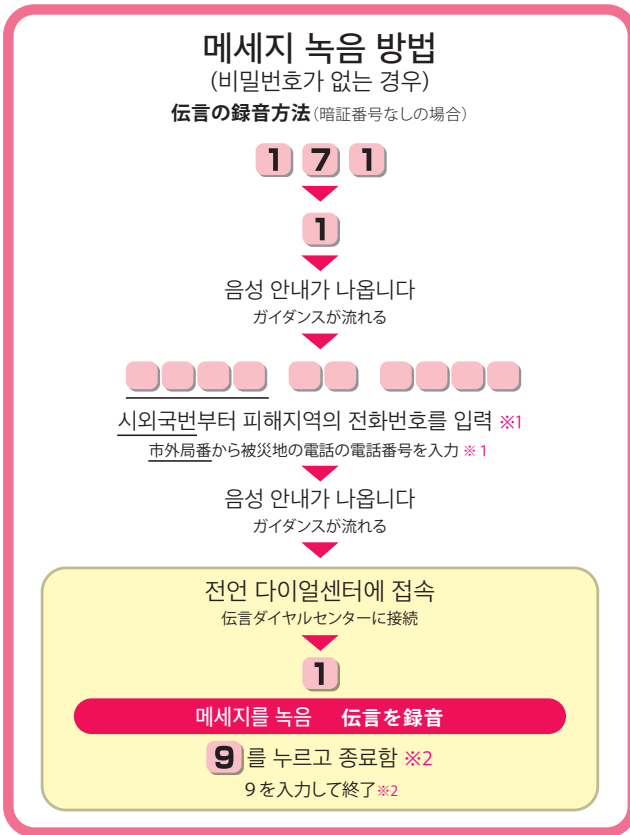 메세지 녹음 방법
(비밀번호가 없는 경우)
伝言の録音方法(暗証番号なしの場合)
1 7 1
1
음성 안내가 나옵니다
ガイダンスが流れる
시외국번부터 피해지역의 전화번호를 입력 ※1
市外局番から被災地の電話の電話番号を入力 ※1
음성 안내가 나옵니다
ガイダンスが流れる
전언 다이얼센터에 접속
伝言ダイヤルセンターに接続
1
메세지를 녹음 伝言を録音
9 를 누르고 종료함 ※2
9を入力して終了※2